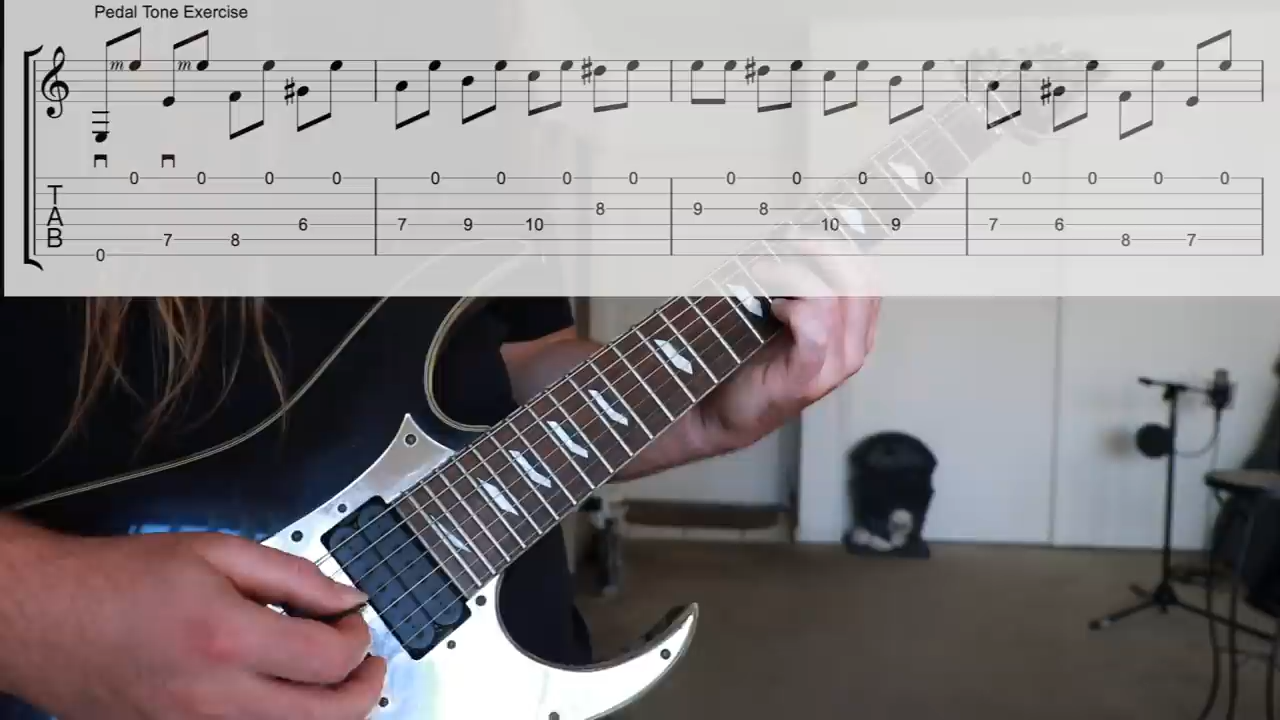 Pedal Tone Exercise
m m
0 0 0 0 0 0 0 0 0 0 0 0 0 0 0 0
T
8 9 8
A
6 7 9 10 10 9 7 6
B
7 8 8 7
0